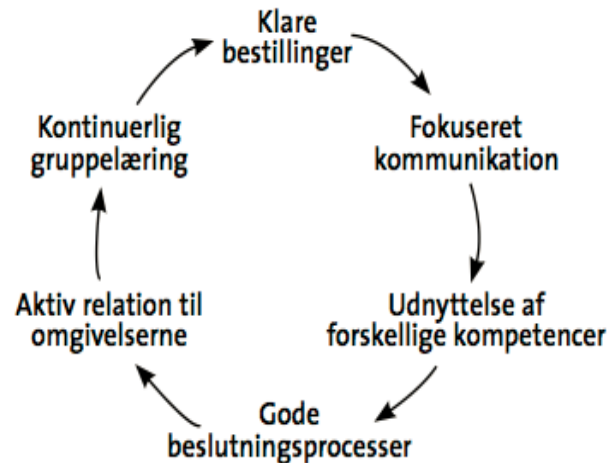 Klare
bestillinger
Fokuseret
kommunikation
Udnyttelse af
forskellige kompetencer
Gode
beslutningsprocesser
Aktiv relation til
omgivelserne
Kontinuerlig
gruppelæring